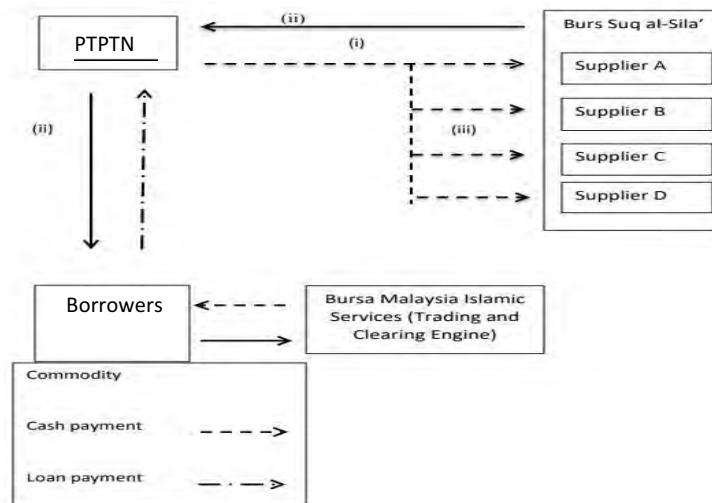 (ii)
Burs Suq al-Sila’
PTPTN
(i)
Supplier A
Supplier B
(ii)
(iii)
Supplier C
Supplier D
Borrowers
Bursa Malaysia Islamic
Services (Trading and
Clearing Engine)
Commodity
Cash payment
Loan payment